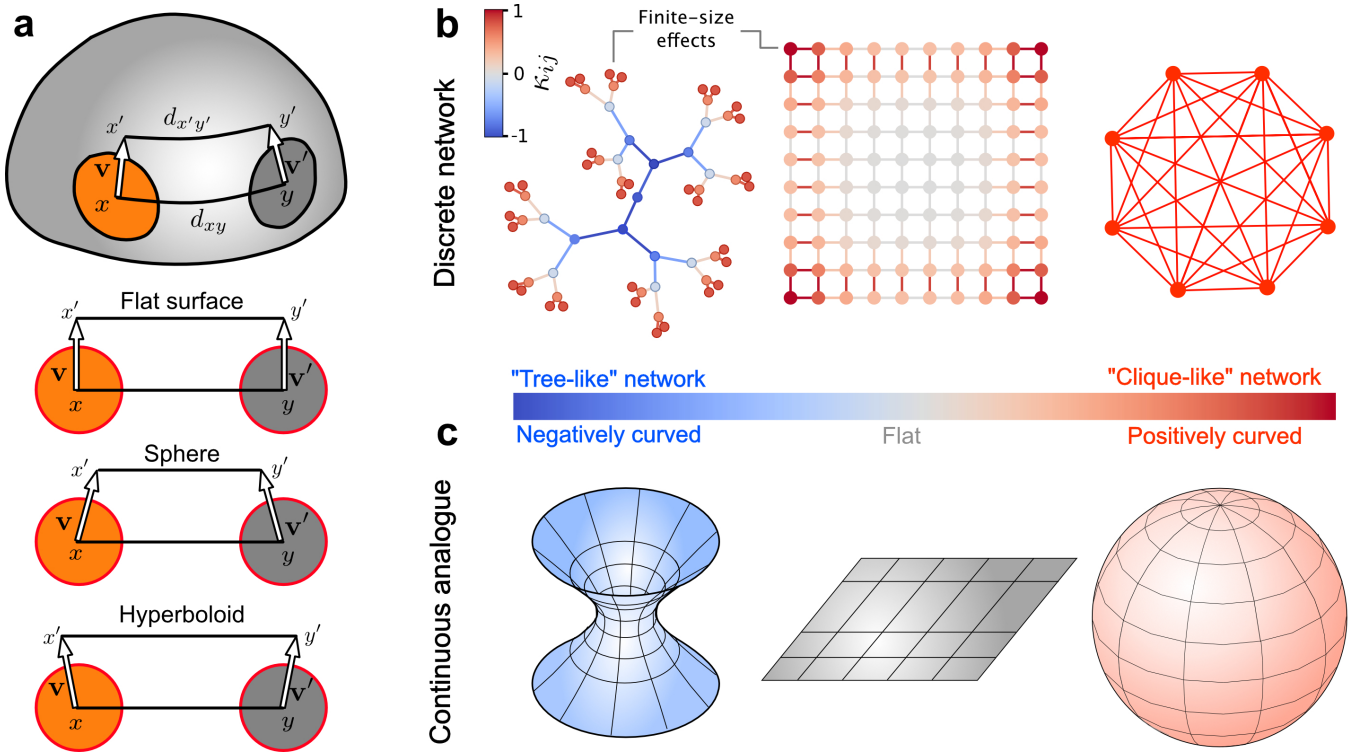 a
x′
d_{x′y′}
y′
v
v′
x
y
d_{xy}
Flat surface
x′
y′
v
v′
x
y
Sphere
x′
y′
v
v′
x
y
Hyperboloid
x′
y′
v
v′
x
y
b
Discrete network
1
0
-1
κ_{ij}
Finite-size
effects
"Tree-like" network
"Clique-like" network
Negatively curved
Flat
Positively curved
c
Continuous analogue